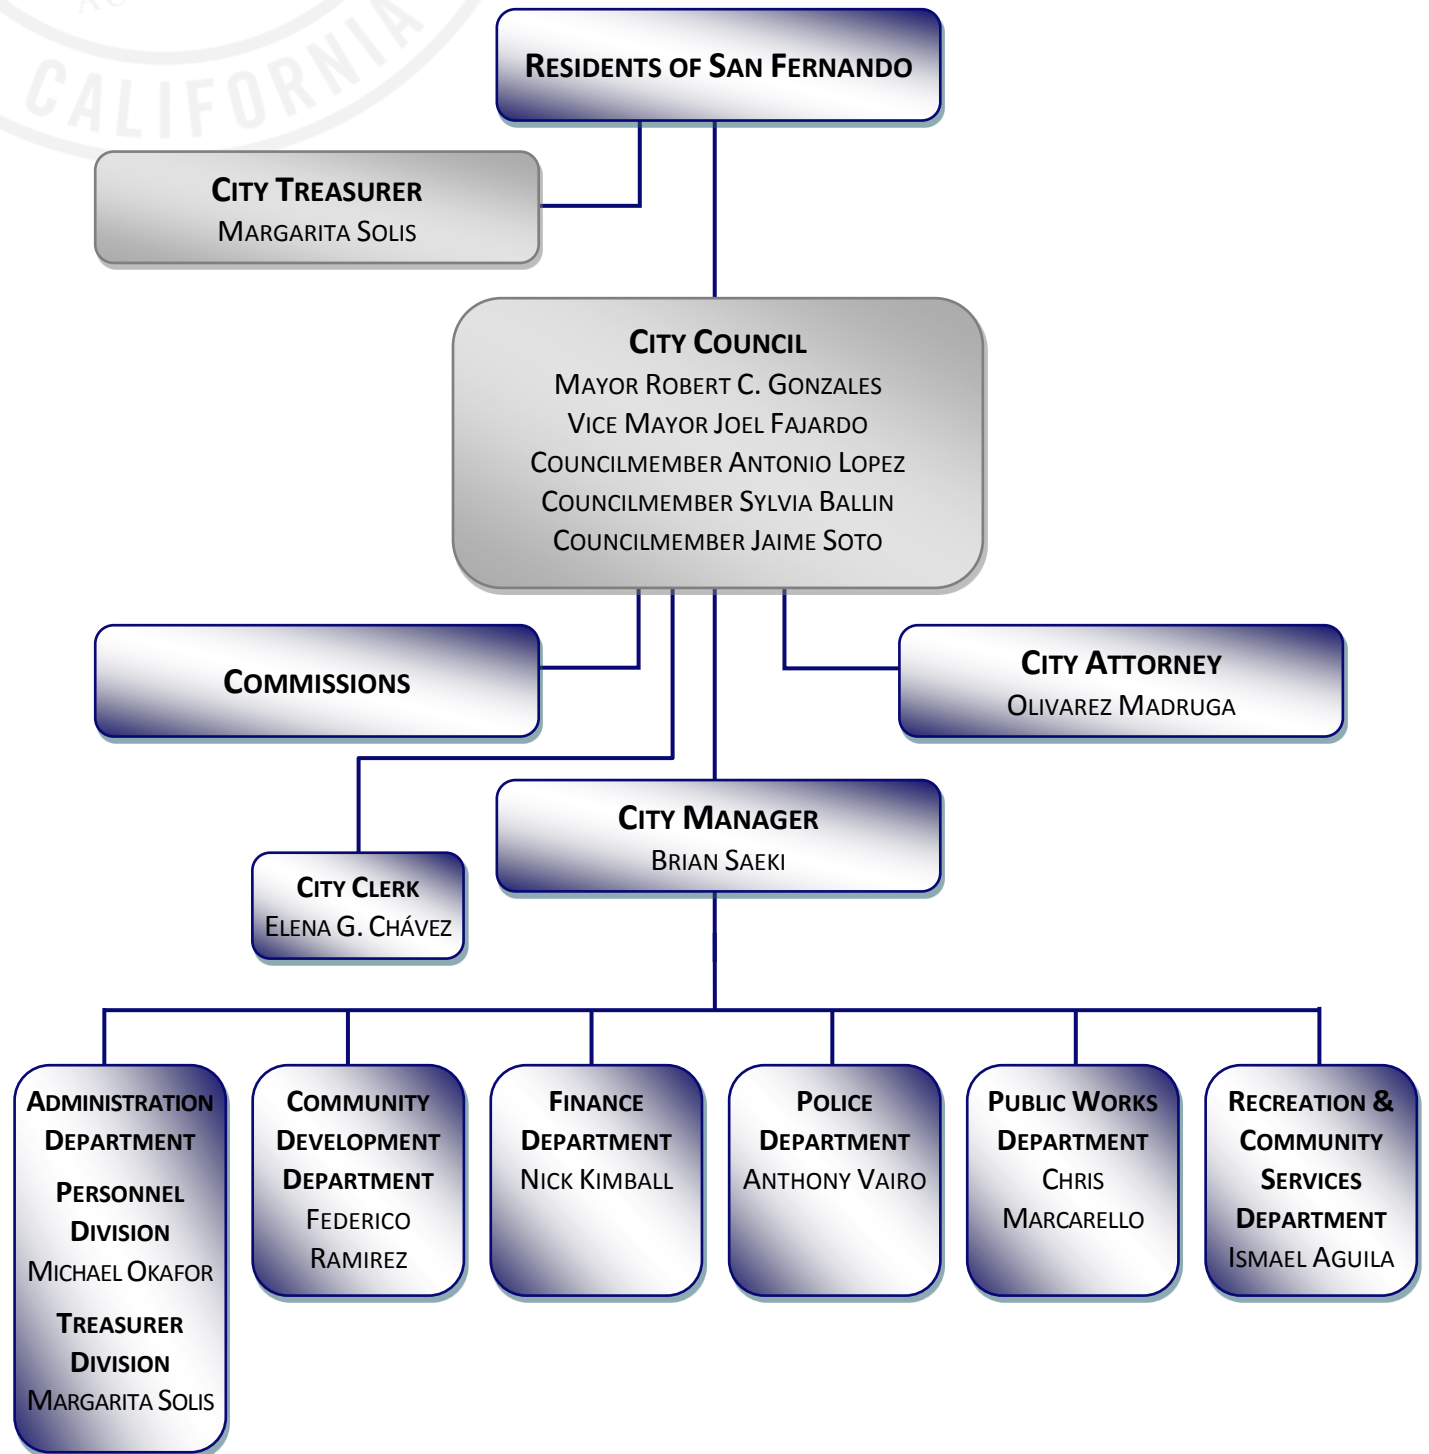 CALIFORNIA
RESIDENTS OF SAN FERNANDO
CITY TREASURER
MARGARITA SOLIS
CITY COUNCIL
MAYOR ROBERT C. GONZALES
VICE MAYOR JOEL FAJARDO
COUNCILMEMBER ANTONIO LOPEZ
COUNCILMEMBER SYLVIA BALLIN
COUNCILMEMBER JAIME SOTO
COMMISSIONS
CITY ATTORNEY
OLIVAREZ MADRUGA
CITY MANAGER
BRIAN SAEKI
CITY CLERK
ELENA G. CHÁVEZ
ADMINISTRATION
DEPARTMENT
PERSONNEL
DIVISION
MICHAEL OKAFOR
TREASURER
DIVISION
MARGARITA SOLIS
COMMUNITY
DEVELOPMENT
DEPARTMENT
FEDERICO
RAMIREZ
FINANCE
DEPARTMENT
NICK KIMBALL
POLICE
DEPARTMENT
ANTHONY VAIRO
PUBLIC WORKS
DEPARTMENT
CHRIS
MARCARELLO
RECREATION &
COMMUNITY
SERVICES
DEPARTMENT
ISMAEL AGUILA